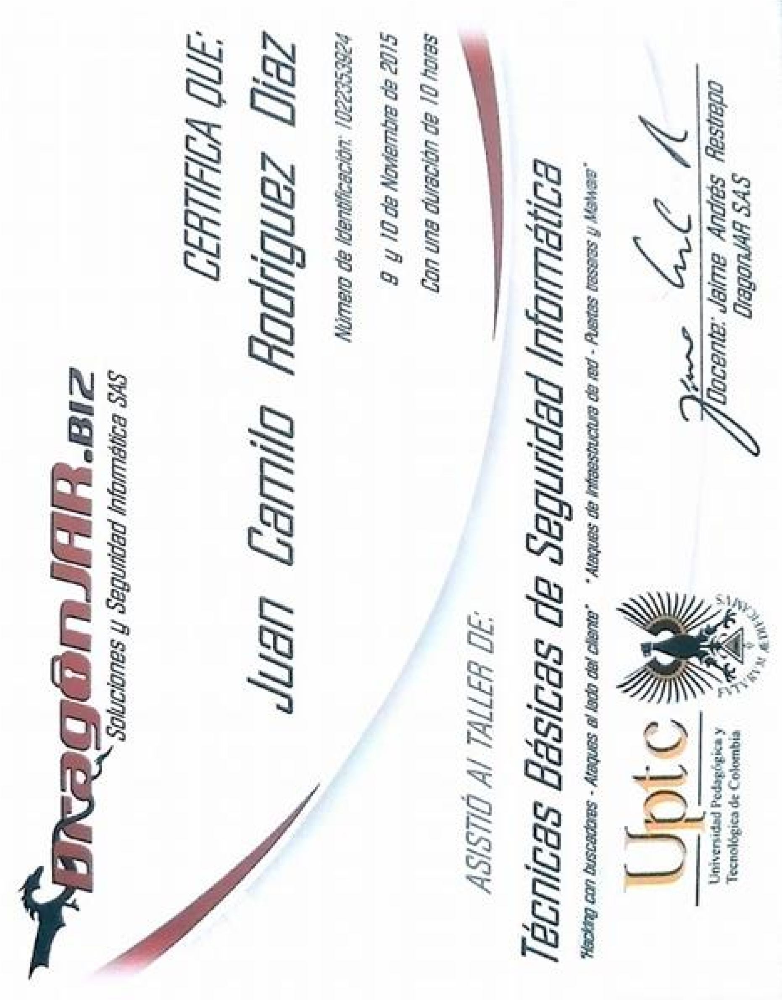 DragonJAR.BIZ
Soluciones y Seguridad Informática SAS
CERTIFICA QUE:
Juan Camilo Rodriguez Diaz
Número de Identificación: 1022353924
9 y 10 de Noviembre de 2015
Con una duración de 10 horas
ASISTIÓ Al TALLER DE:
Técnicas Básicas de Seguridad Informática
"Hacking con buscadores - Ataques al lado del cliente" "Ataques de infraestructura de red - Puertas traseras y Malware"
Uptc
Universidad Pedagógica y
Tecnológica de Colombia
ÆDIFICAMVS
Docente: Jaime Andrés Restrepo
DragonJAR SAS